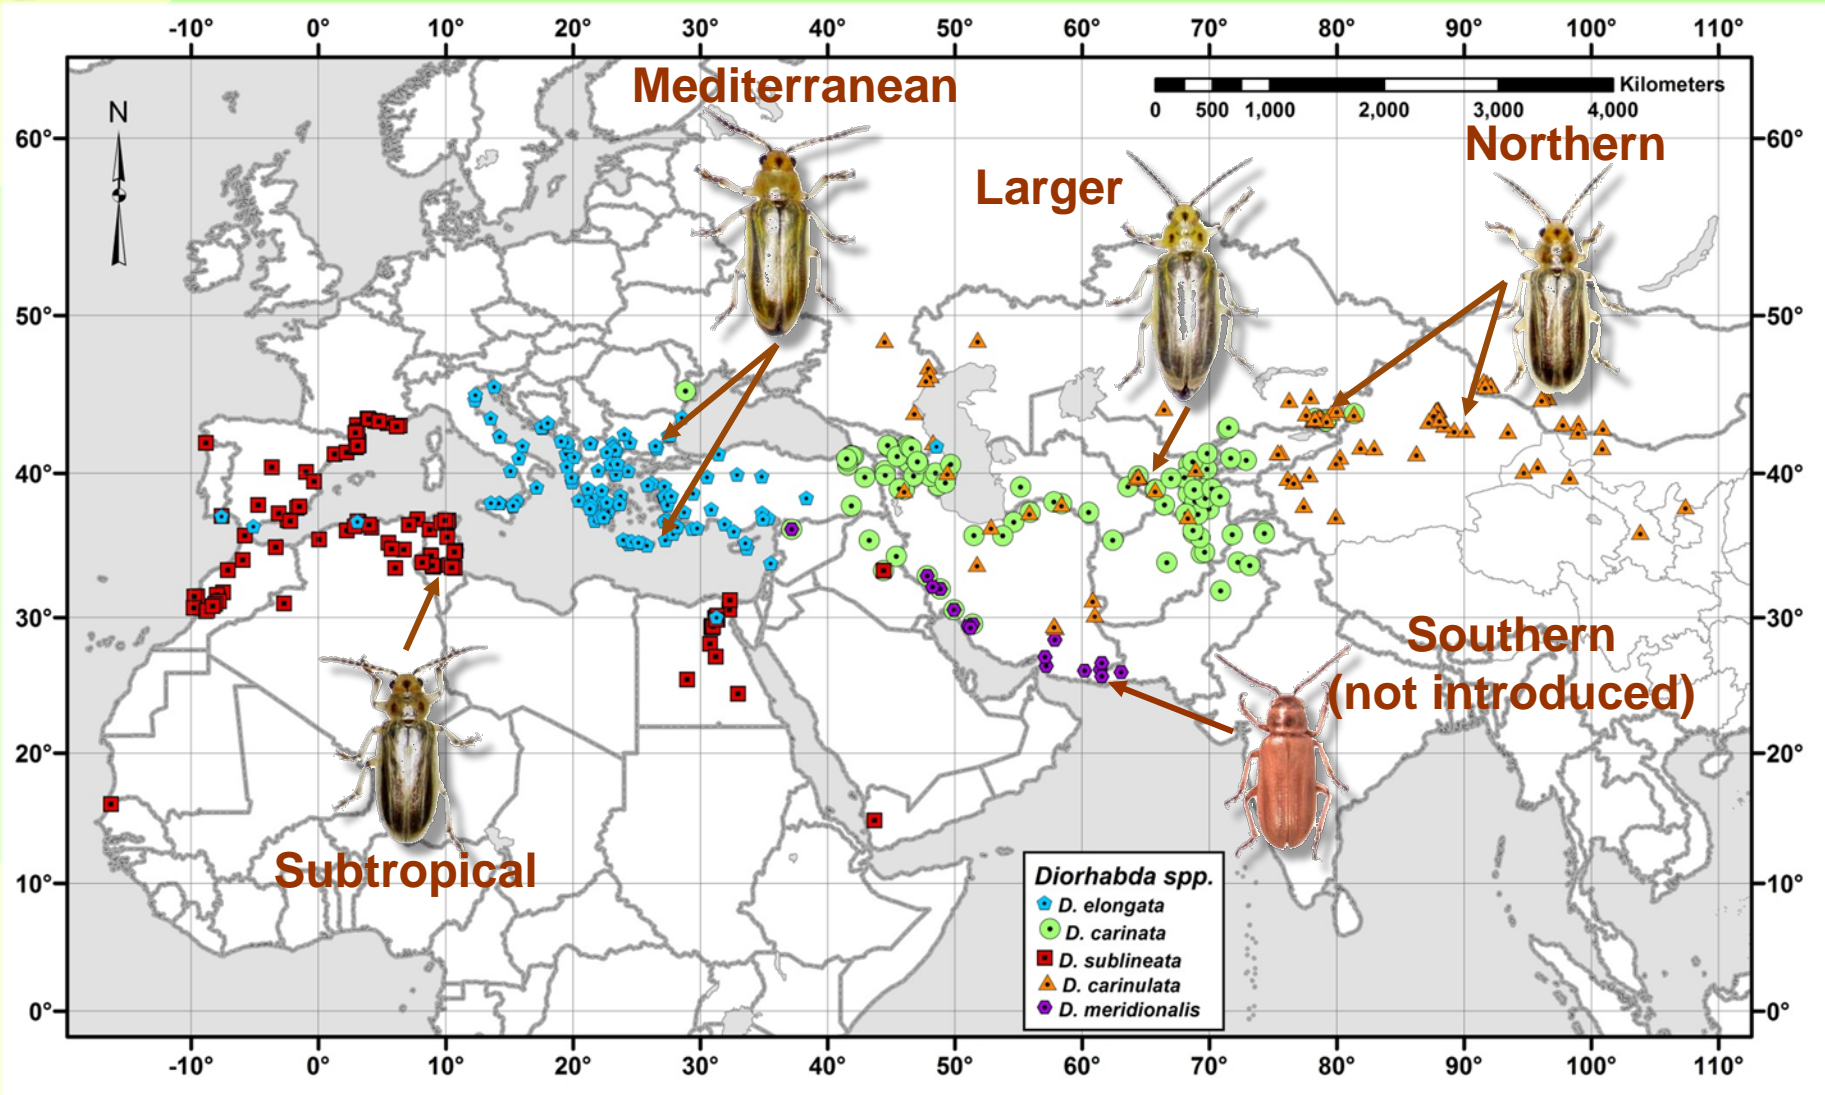 -10° 0° 10° 20° 30° 40° 50° 60° 70° 80° 90° 100° 110°
Mediterranean
Kilometers
0 500 1,000 2,000 3,000 4,000
N
60° 60°
Northern
Larger
50° 50°
40° 40°
30° 30°
Southern
(not introduced)
20° 20°
Subtropical
10° 10°
Diorhabda spp.
D. elongata
D. carinata
D. sublineata
D. carinulata
D. meridionalis
0° 0°
-10° 0° 10° 20° 30° 40° 50° 60° 70° 80° 90° 100° 110°